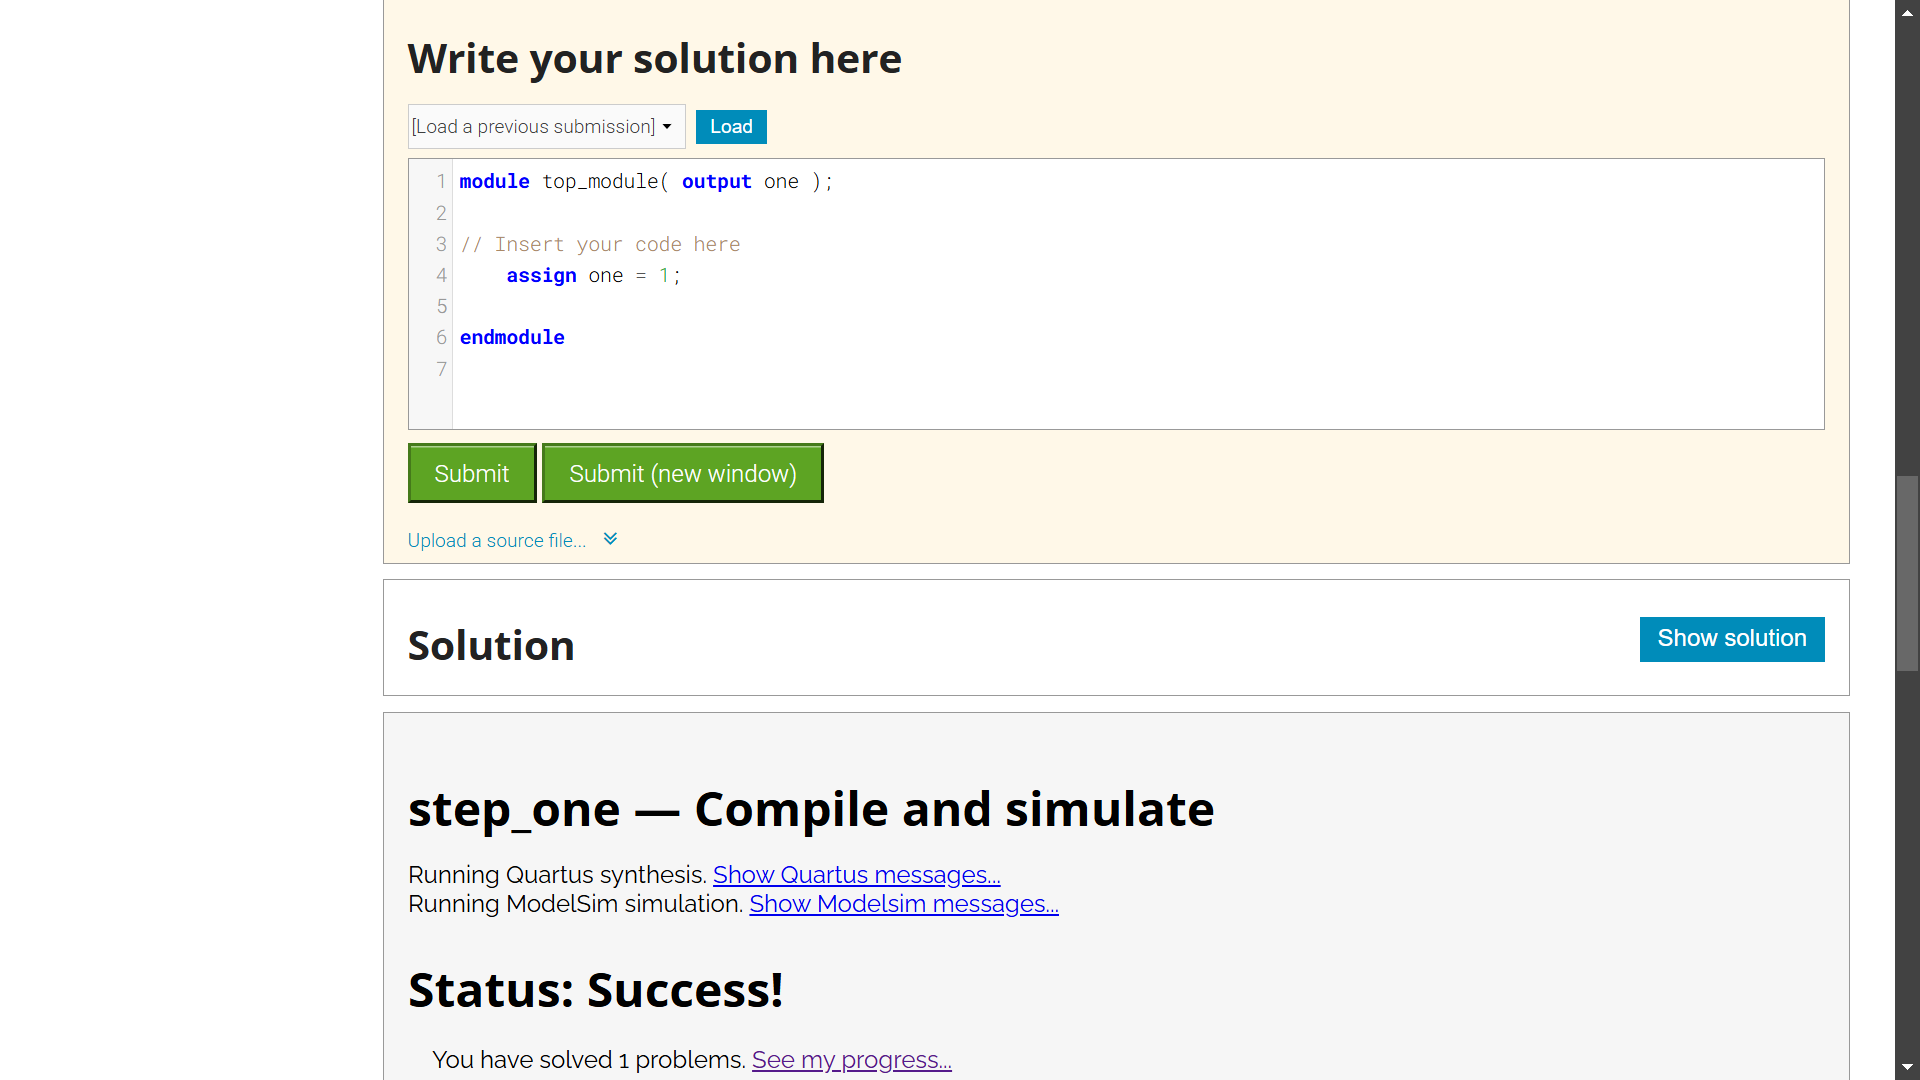 Write your solution here
[Load a previous submission] Load
1 module top_module( output one );
2
3 // Insert your code here
4     assign one = 1;
5
6 endmodule
7
Submit Submit (new window)
Upload a source file...
Solution Show solution
step_one — Compile and simulate
Running Quartus synthesis. Show Quartus messages...
Running ModelSim simulation. Show Modelsim messages...
Status: Success!
You have solved 1 problems. See my progress...